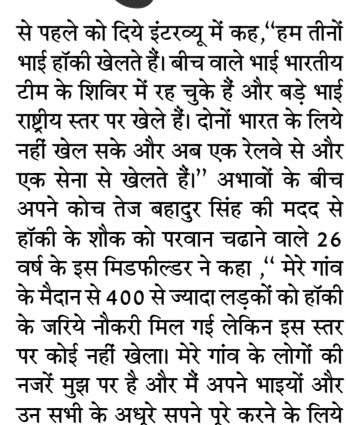 से पहले को दिये इंटरव्यू में कह,‘‘हम तीनों
भाई हॉकी खेलते हैं। बीच वाले भाई भारतीय
टीम के शिविर में रह चुके हैं और बड़े भाई
राष्ट्रीय स्तर पर खेले हैं। दोनों भारत के लिये
नहीं खेल सके और अब एक रेलवे से और
एक सेना से खेलते हैं।’’ अभावों के बीच
अपने कोच तेज बहादुर सिंह की मदद से
हॉकी के शौक को परवान चढाने वाले 26
वर्ष के इस मिडफील्डर ने कहा ,‘‘ मेरे गांव
के मैदान से 400 से ज्यादा लड़कों को हॉकी
के जरिये नौकरी मिल गई लेकिन इस स्तर
पर कोई नहीं खेला। मेरे गांव के लोगों की
नजरें मुझ पर है और मैं अपने भाइयों और
उन सभी के अधूरे सपने पूरे करने के लिये